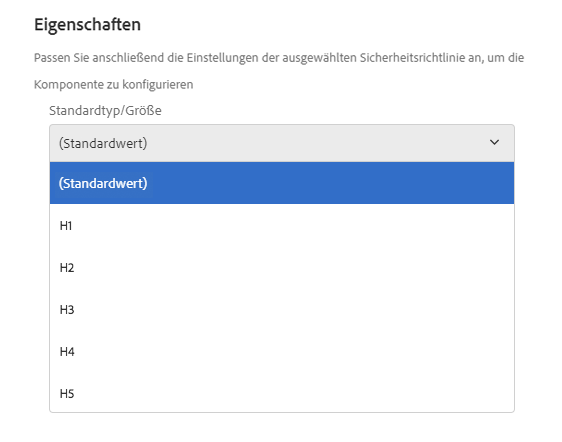 Eigenschaften
Passen Sie anschließend die Einstellungen der ausgewählten Sicherheitsrichtlinie an, um die
Komponente zu konfigurieren
Standardtyp/Größe
(Standardwert)
(Standardwert)
H1
H2
H3
H4
H5